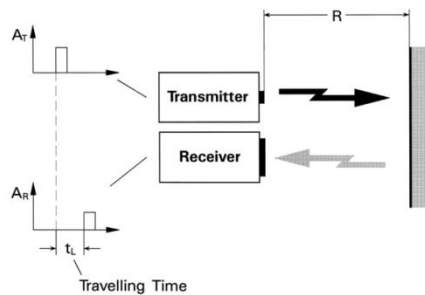 A_T
R
Transmitter
Receiver
A_R
t_L
Travelling Time